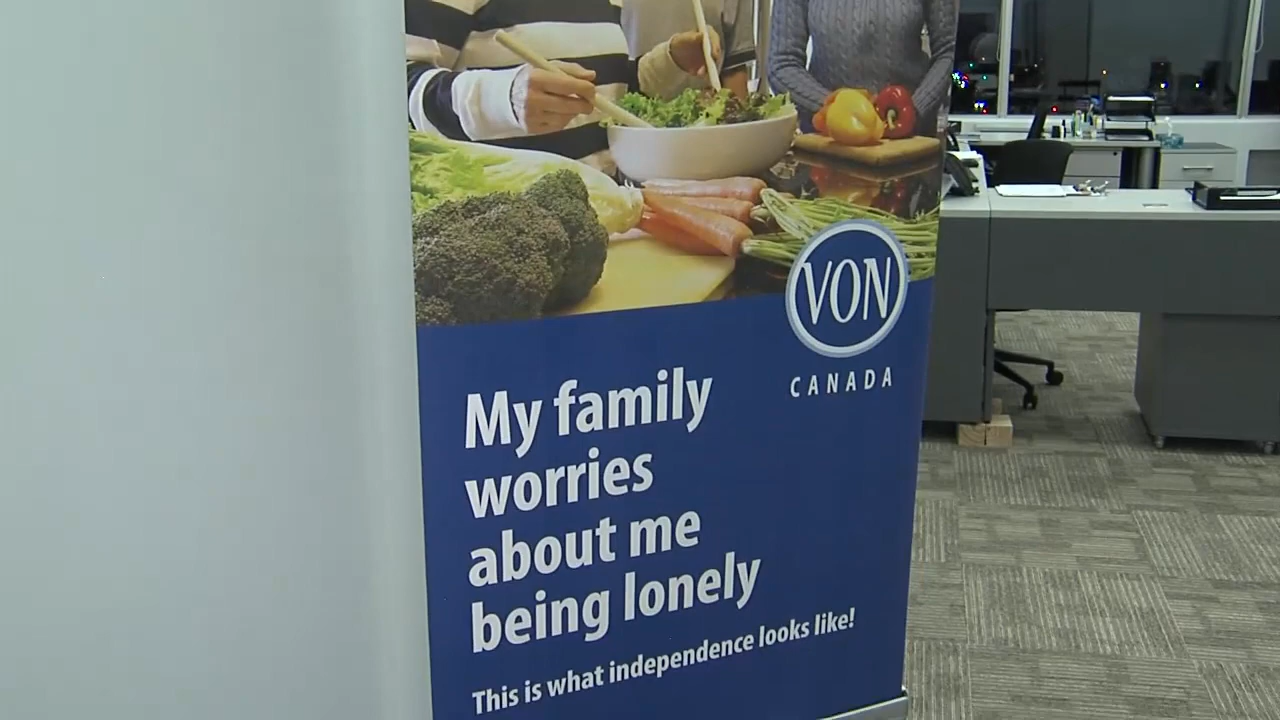 VON
CANADA
My family
worries
about me
being lonely
This is what independence looks like!